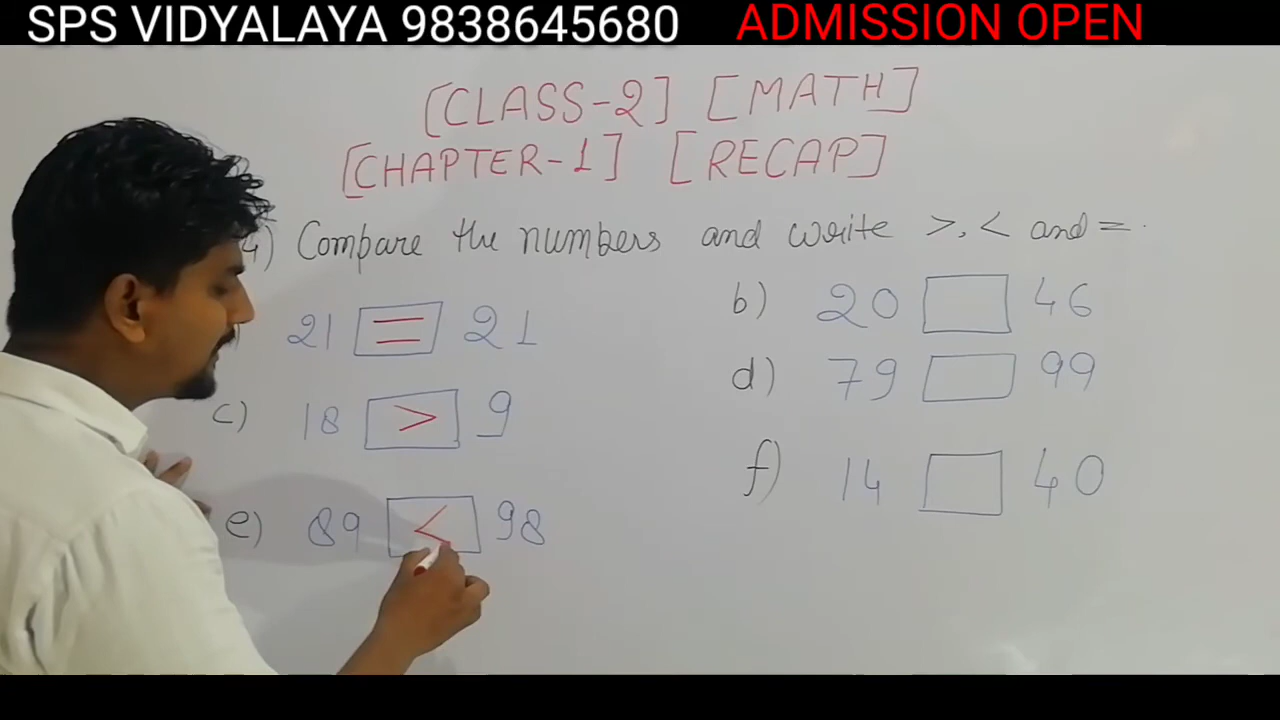 SPS VIDYALAYA 9838645680 ADMISSION OPEN
[CLASS-2] [MATH]
[CHAPTER-1] [RECAP]
4) Compare the numbers and write >, < and =.
21 = 21
b) 20 46
c) 18 > 9
d) 79 99
e) 89 < 98
f) 14 40